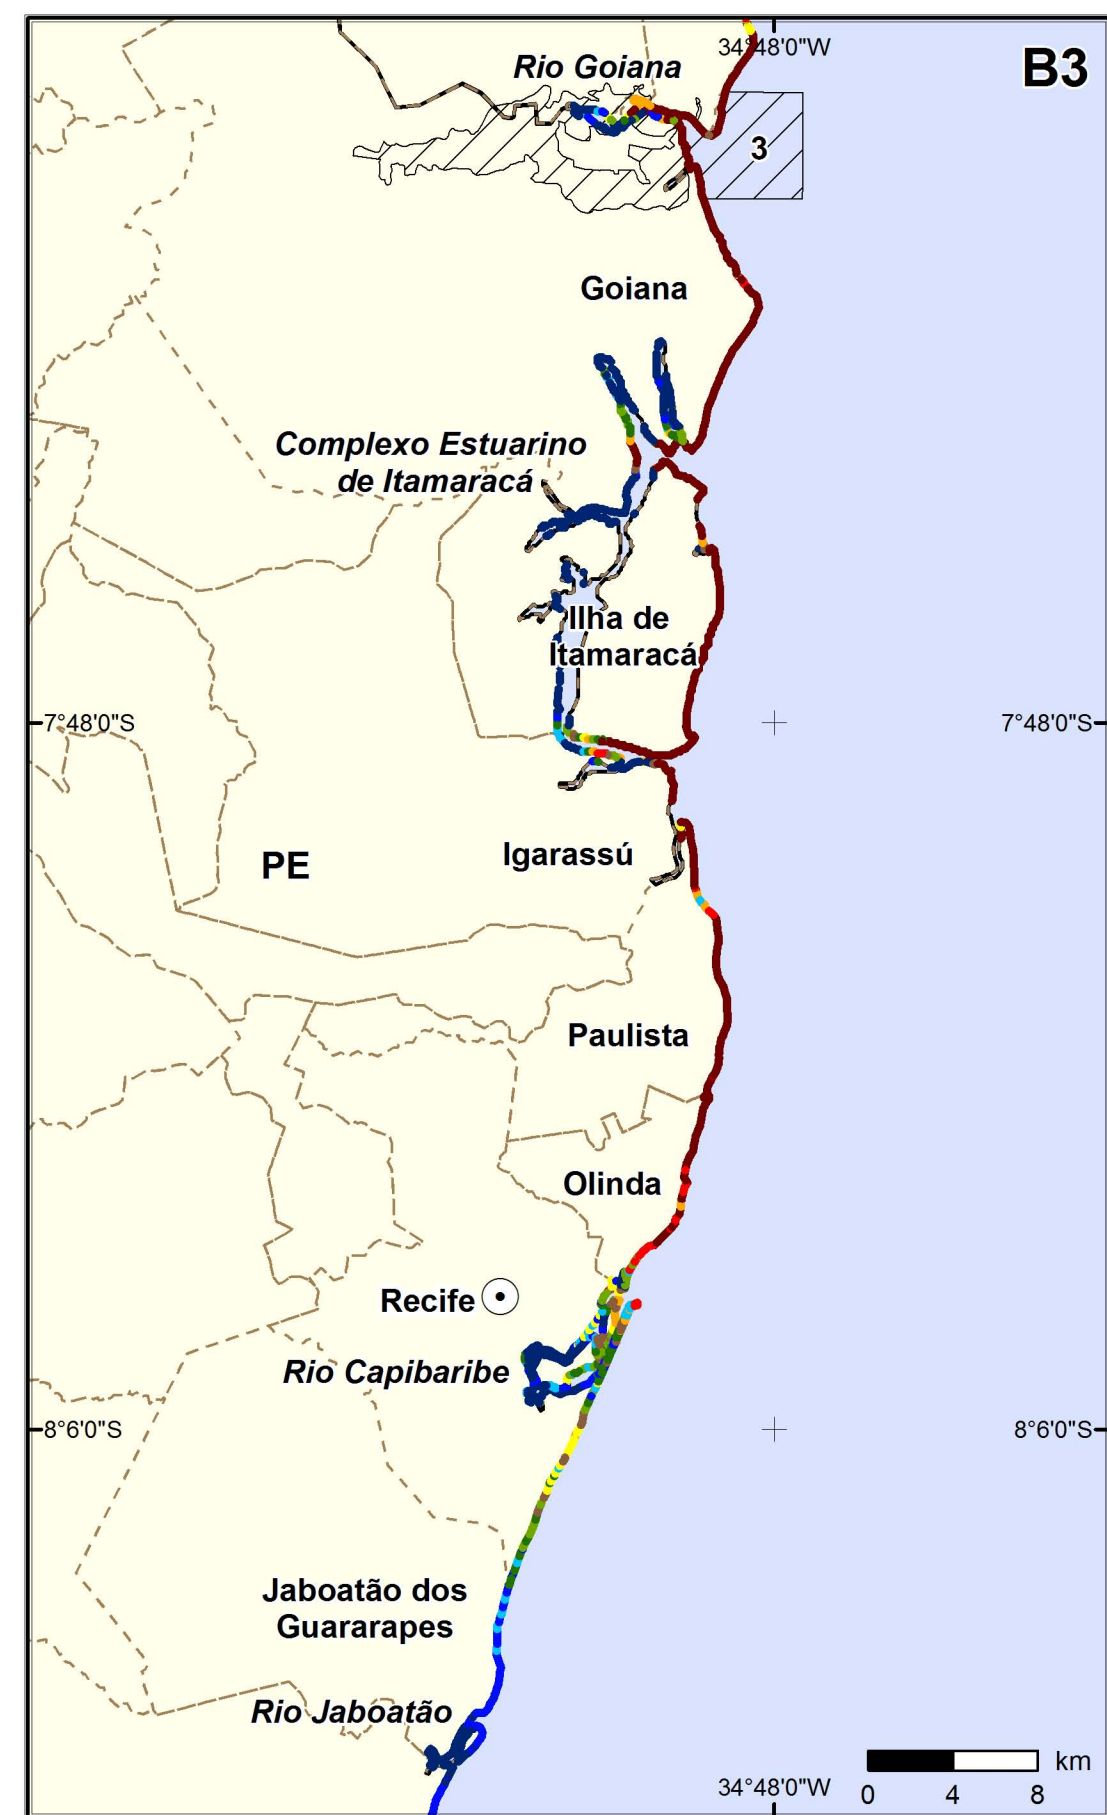 34°48'0"W
B3
Rio Goiana
3
Goiana
Complexo Estuarino
de Itamaracá
Ilha de
Itamaracá
7°48'0"S
7°48'0"S
Igarassú
PE
Paulista
Olinda
Recife
Rio Capibaribe
8°6'0"S
8°6'0"S
Jaboatão dos
Guararapes
Rio Jaboatão
km
34°48'0"W
0 4 8